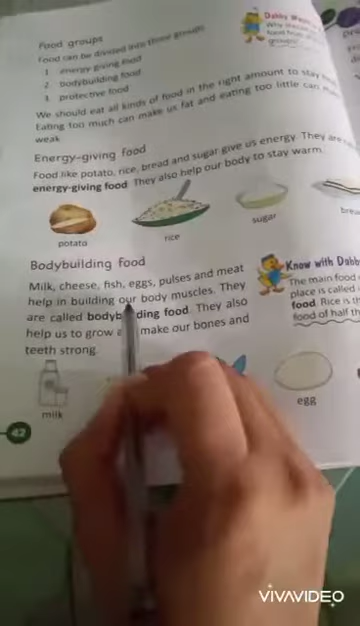 Food groups
Food can be divided into three groups
1. energy giving food
2. bodybuilding food
3. protective food
We should eat all kinds of food in the right amount to stay
Eating too much can make us fat and eating too little can
weak.
Energy-giving food
Food like potato, rice, bread and sugar give us energy. They are
energy-giving food. They also help our body to stay warm.
potato
rice
sugar
Bodybuilding food
Milk, cheese, fish, eggs, pulses and meat
help in building our body muscles. They
are called food. They also
help us to grow make our bones and
teeth strong.
milk
egg
42
Know with
The main food
place is called
food. Rice is
food of half
VIVAVIDEO